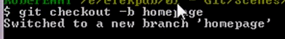 $ git checkout -b homepage
Switched to a new branch 'homepage'